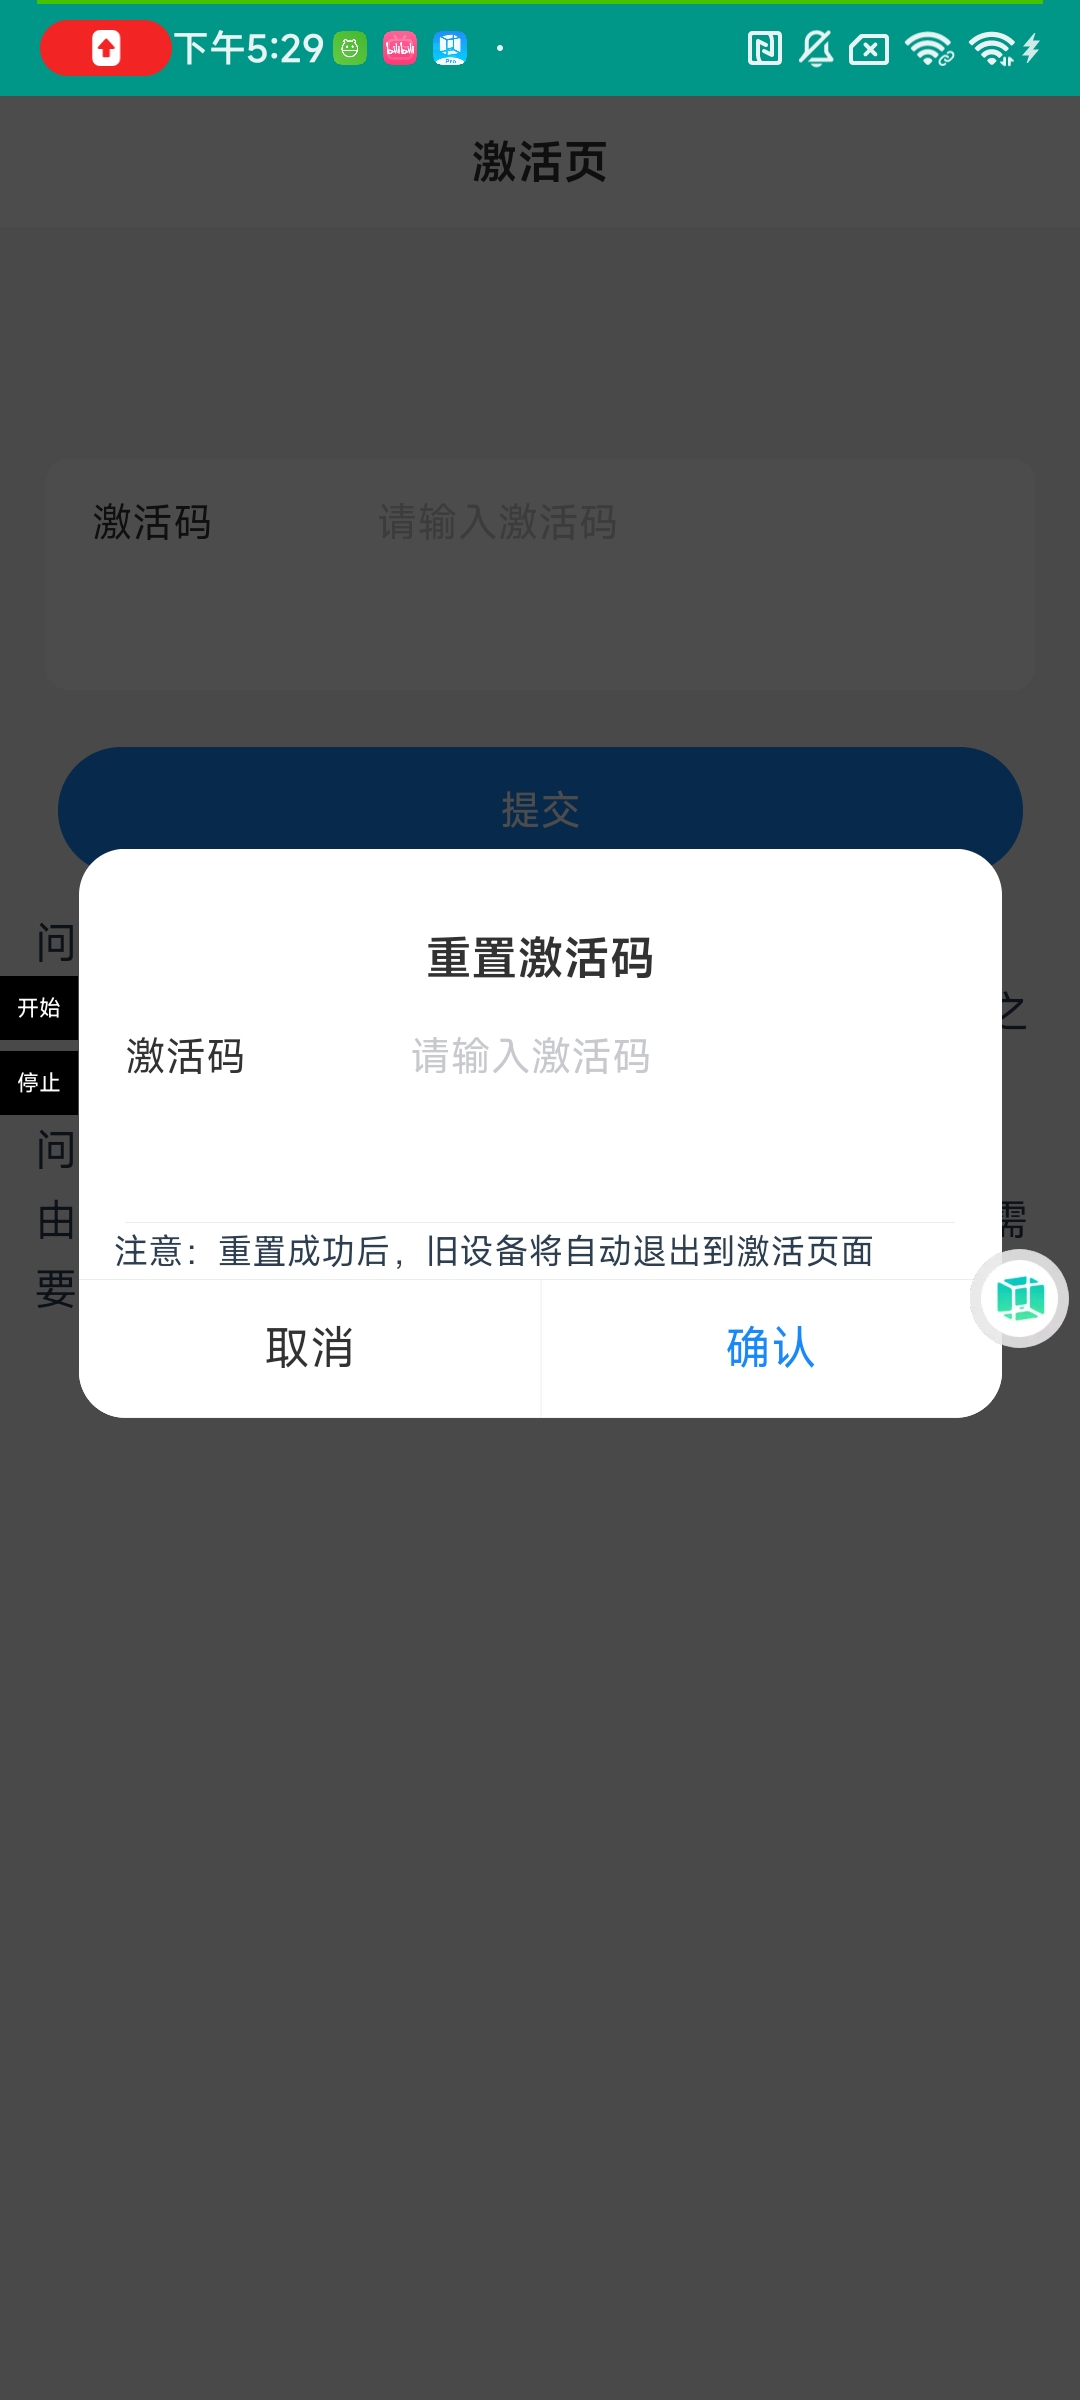 下午5:29
激活页
激活码 请输入激活码
提交
问
重置激活码
开始
之
激活码 请输入激活码
停止
问
由 需
注意：重置成功后，旧设备将自动退出到激活页面
要
取消 确认